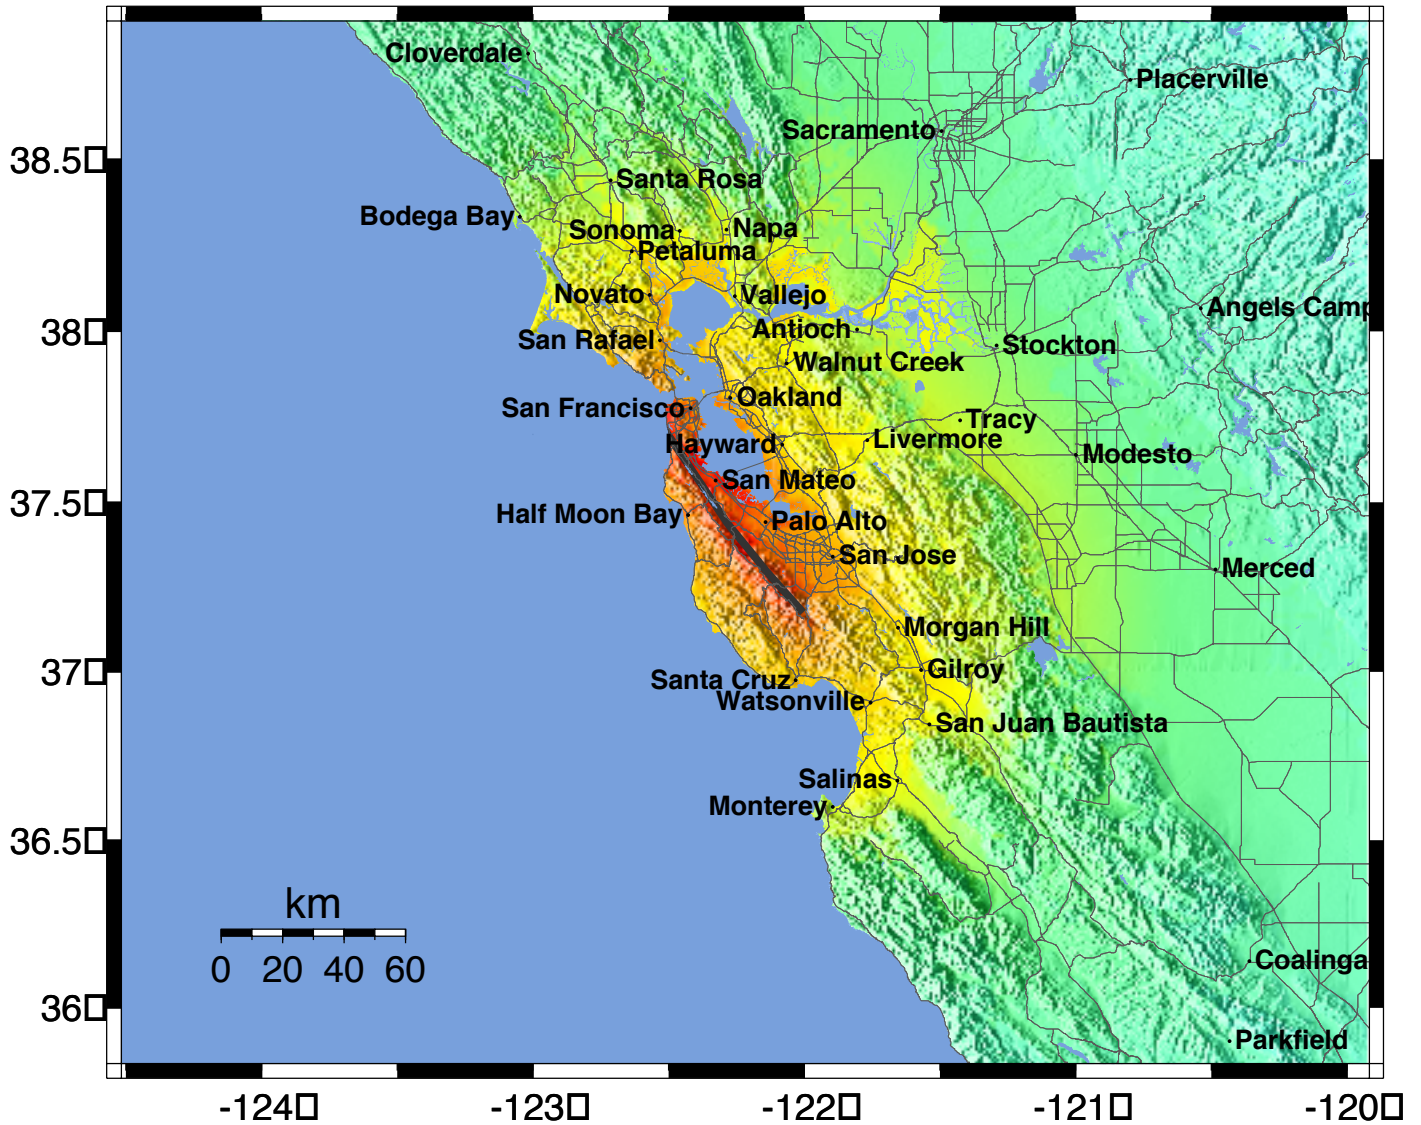 Cloverdale
Placerville
Sacramento
38.5□
Santa Rosa
Bodega Bay
Sonoma
Napa
Petaluma
Novato
Vallejo
Angels Camp
38□
Antioch
San Rafael
Stockton
Walnut Creek
Oakland
San Francisco
Tracy
Hayward
Livermore
Modesto
San Mateo
37.5□
Half Moon Bay
Palo Alto
San Jose
Merced
Morgan Hill
37□
Gilroy
Santa Cruz
Watsonville
San Juan Bautista
Salinas
Monterey
36.5□
km
0 20 40 60
Coalinga
36□
Parkfield
-124□ -123□ -122□ -121□ -120□